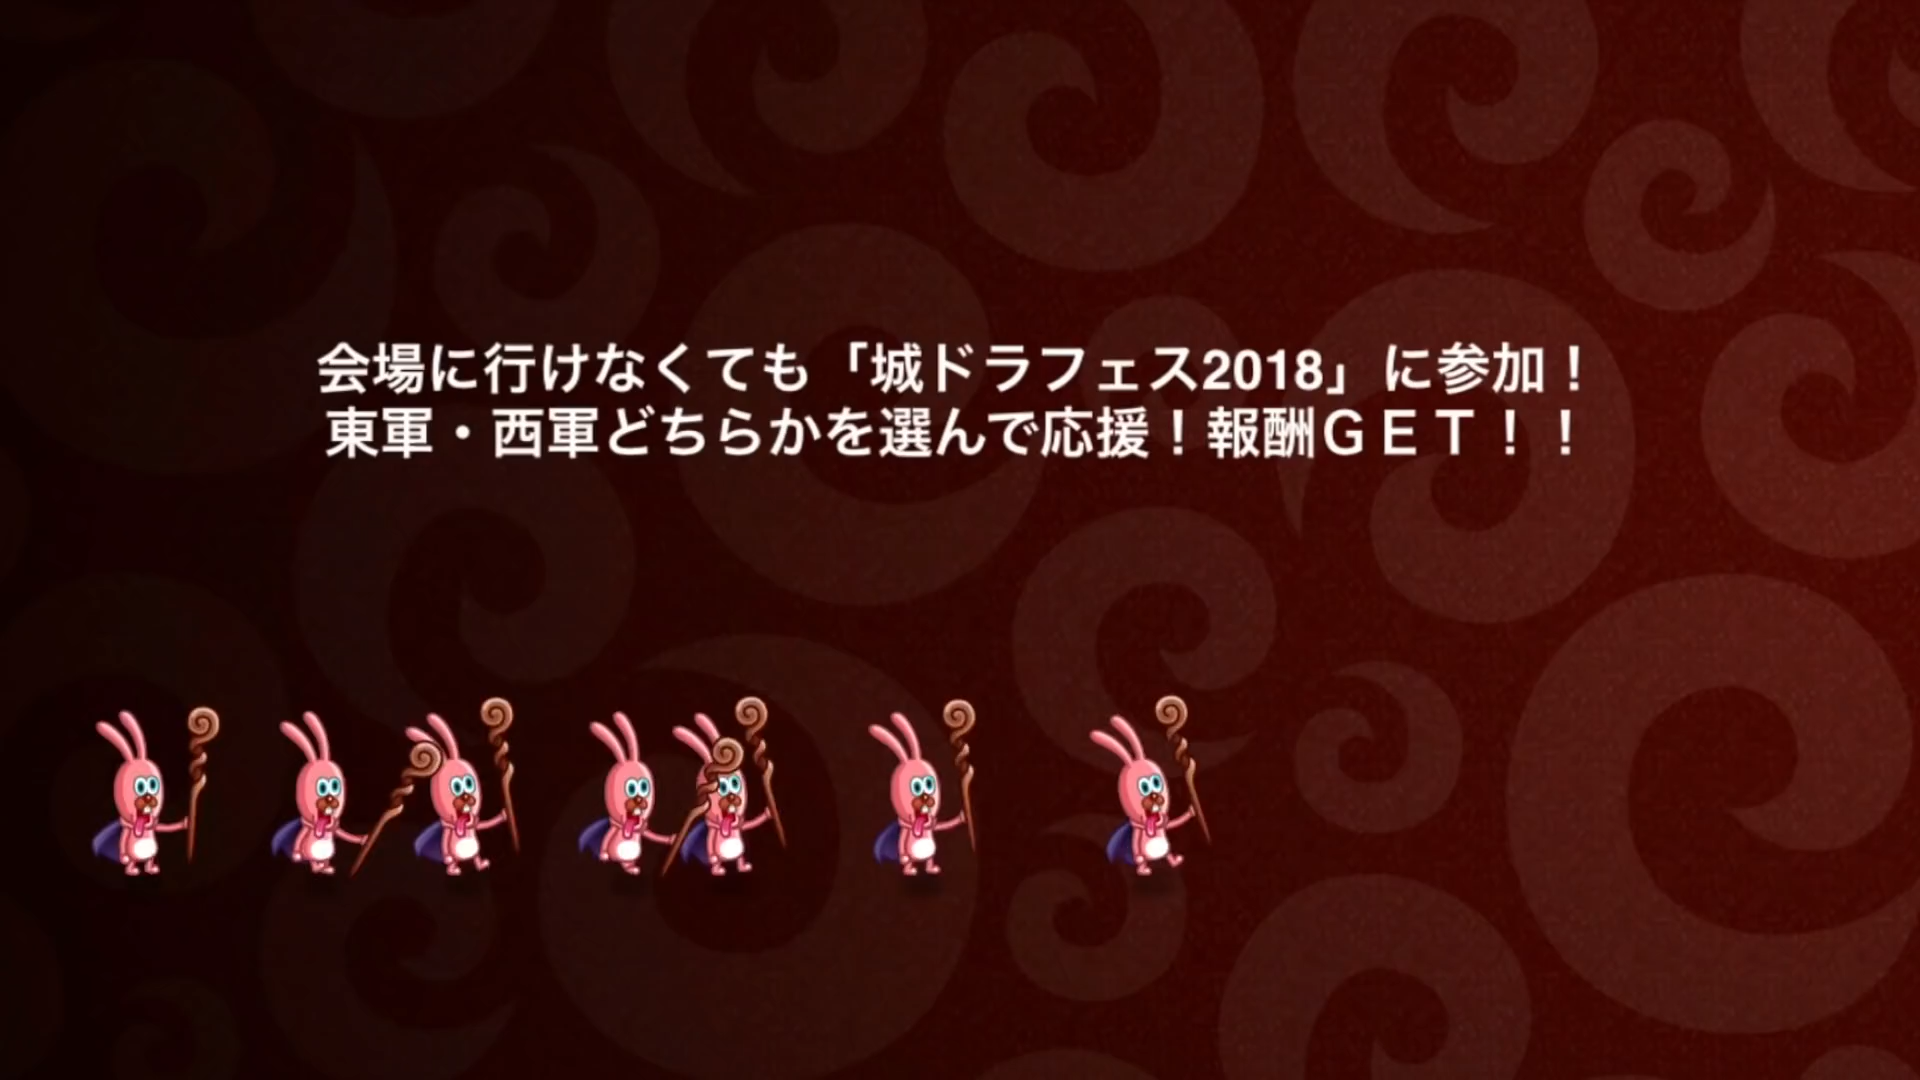 会場に行けなくても「城ドラフェス2018」に参加！
東軍・西軍どちらかを選んで応援！報酬ＧＥＴ！！